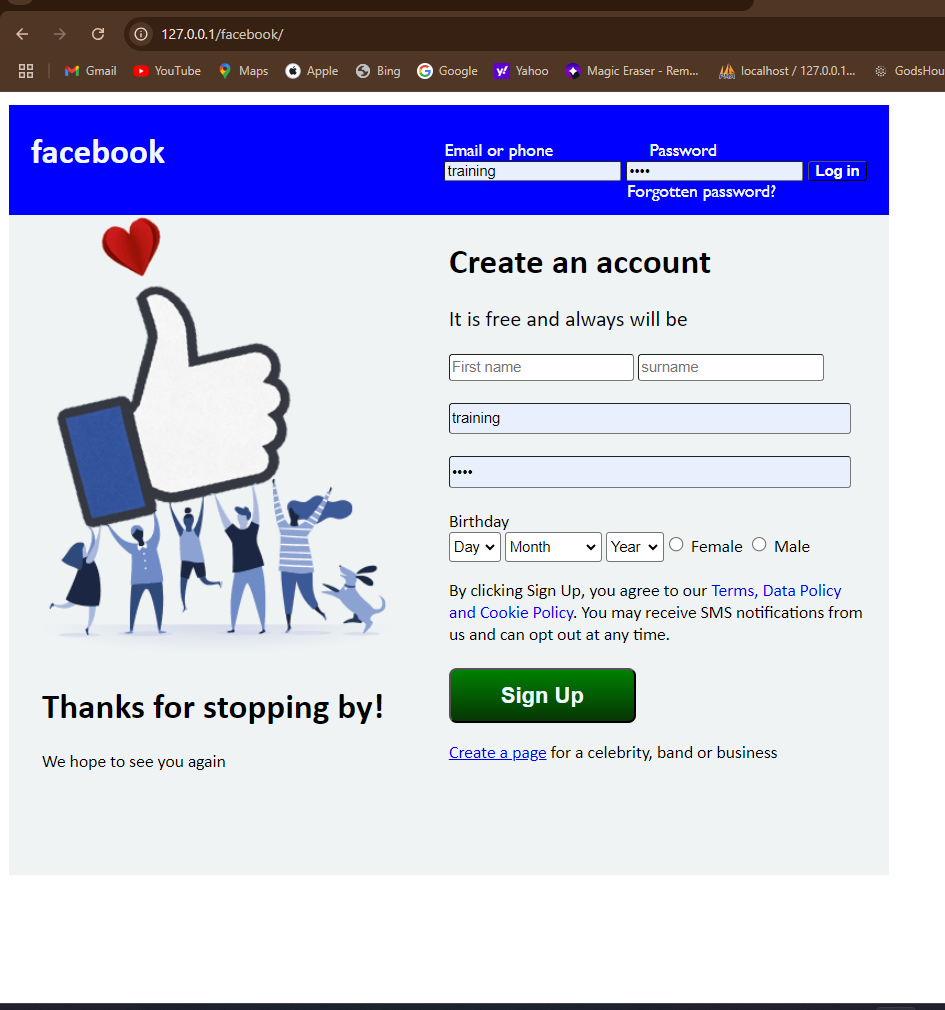 127.0.0.1/facebook/
Gmail YouTube Maps Apple Bing Google Yahoo Magic Eraser - Rem... localhost / 127.0.0.1... GodsHou
facebook
Email or phone Password
training •••• Log in
Forgotten password?
Create an account
It is free and always will be
First name surname
training
••••
Birthday
Day Month Year Female Male
By clicking Sign Up, you agree to our Terms, Data Policy
and Cookie Policy. You may receive SMS notifications from
us and can opt out at any time.
Sign Up
Create a page for a celebrity, band or business
Thanks for stopping by!
We hope to see you again